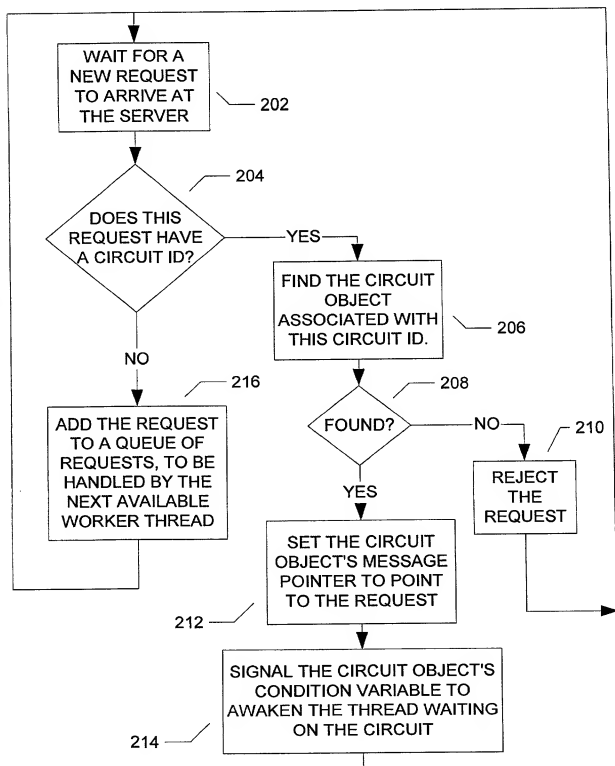 WAIT FOR A
NEW REQUEST
TO ARRIVE AT
THE SERVER
202
204
DOES THIS
REQUEST HAVE
A CIRCUIT ID?
YES
FIND THE CIRCUIT
OBJECT
ASSOCIATED WITH
THIS CIRCUIT ID.
206
NO
216
208
ADD THE REQUEST
TO A QUEUE OF
REQUESTS, TO BE
HANDLED BY THE
NEXT AVAILABLE
WORKER THREAD
FOUND?
NO
210
REJECT
THE
REQUEST
YES
SET THE CIRCUIT
OBJECT'S MESSAGE
POINTER TO POINT
TO THE REQUEST
212
SIGNAL THE CIRCUIT OBJECT'S
CONDITION VARIABLE TO
AWAKEN THE THREAD WAITING
ON THE CIRCUIT
214